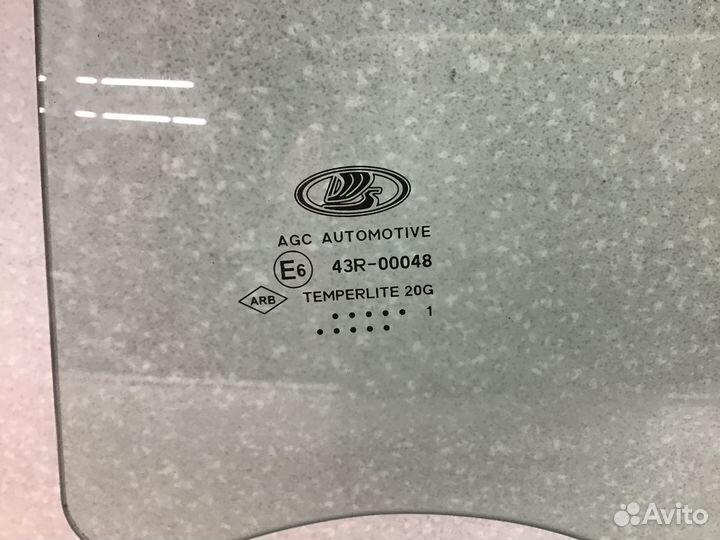 AGC AUTOMOTIVE
E6 43R-00048
ARB TEMPERLITE 20G
1
Avito